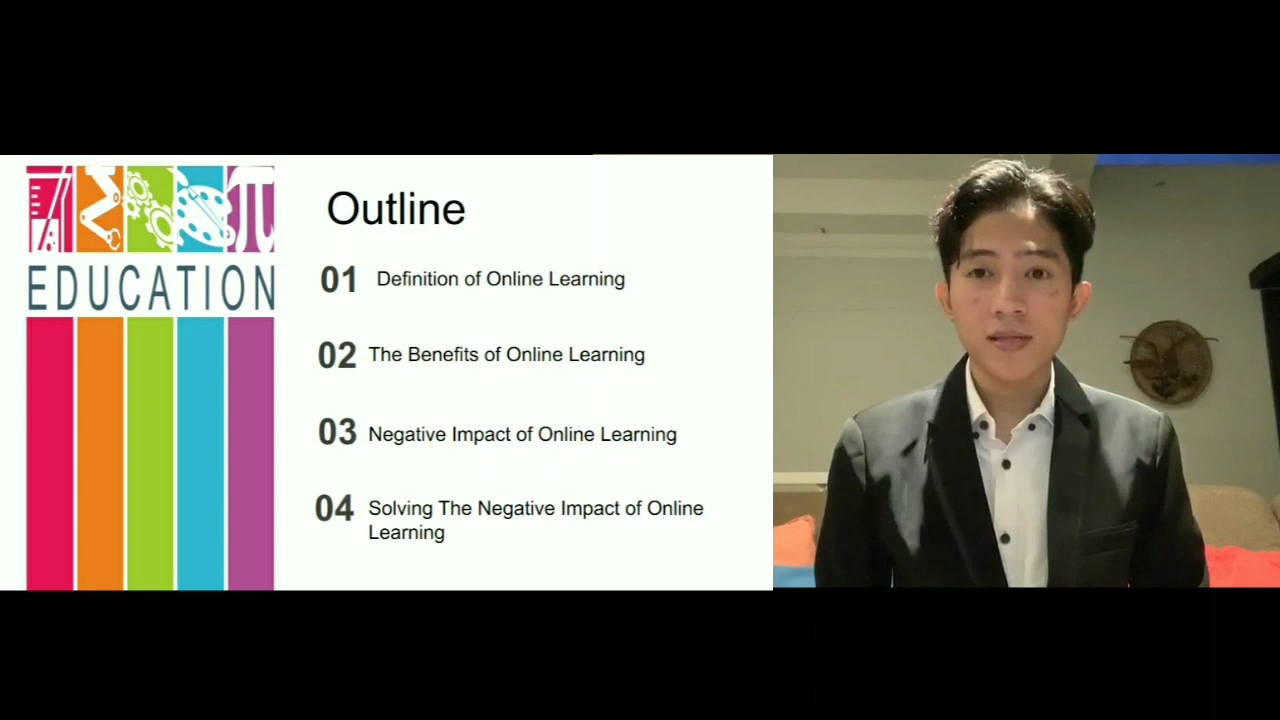 EDUCATION
Outline
01 Definition of Online Learning
02 The Benefits of Online Learning
03 Negative Impact of Online Learning
04 Solving The Negative Impact of Online
Learning